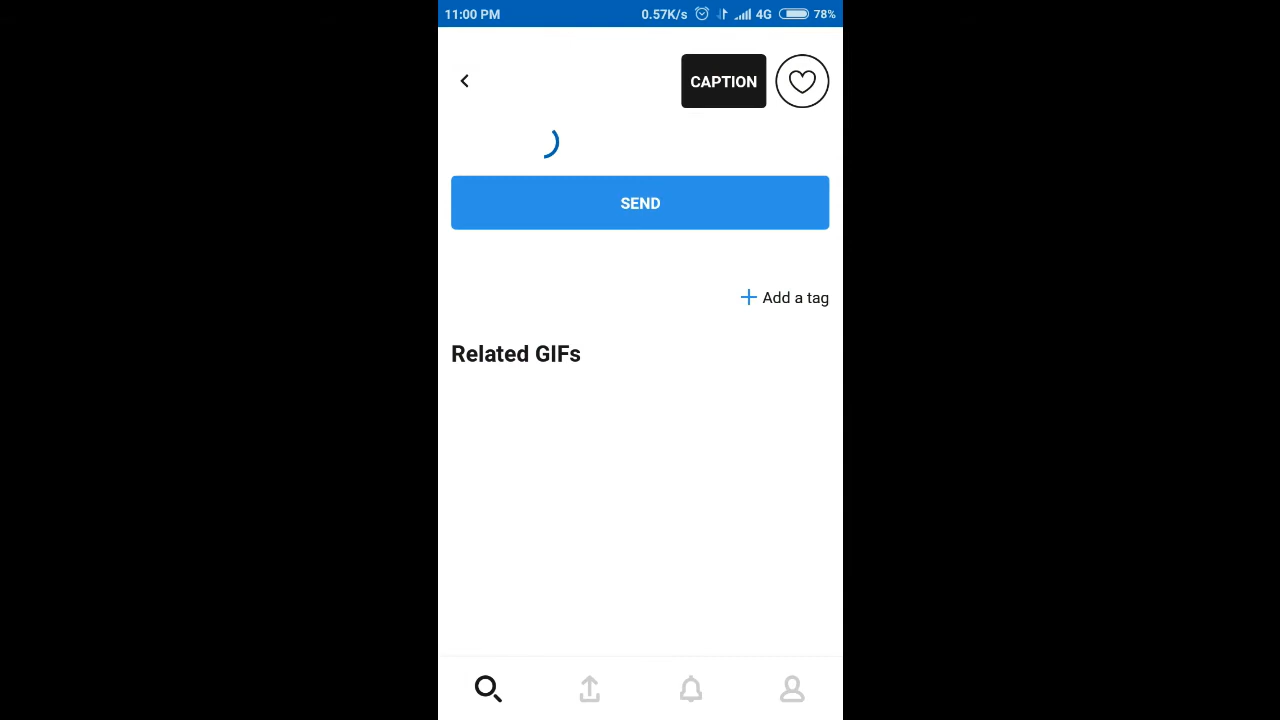 11:00 PM 0.57K/s 4G 78%
CAPTION
SEND
Add a tag
Related GIFs